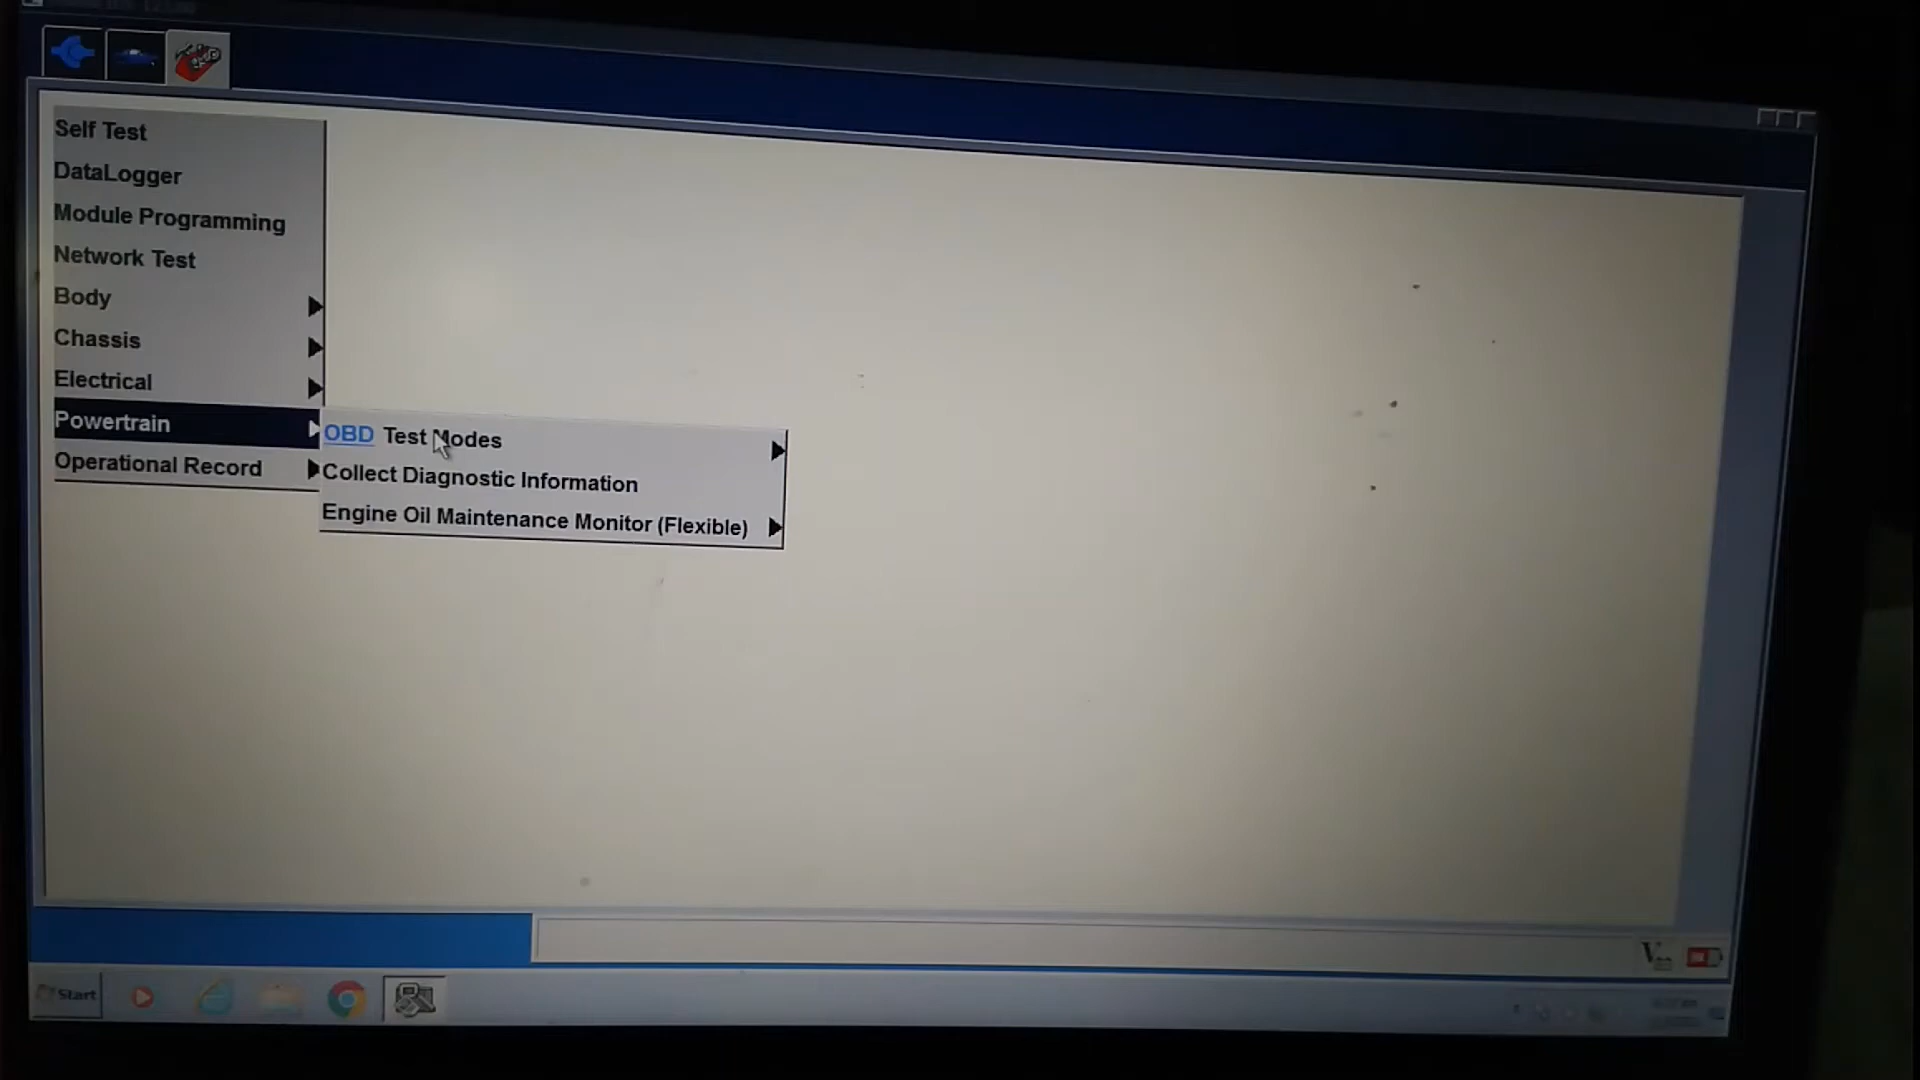 Self Test
DataLogger
Module Programming
Network Test
Body
Chassis
Electrical
Powertrain
Operational Record
OBD Test Modes
Collect Diagnostic Information
Engine Oil Maintenance Monitor (Flexible)
Start